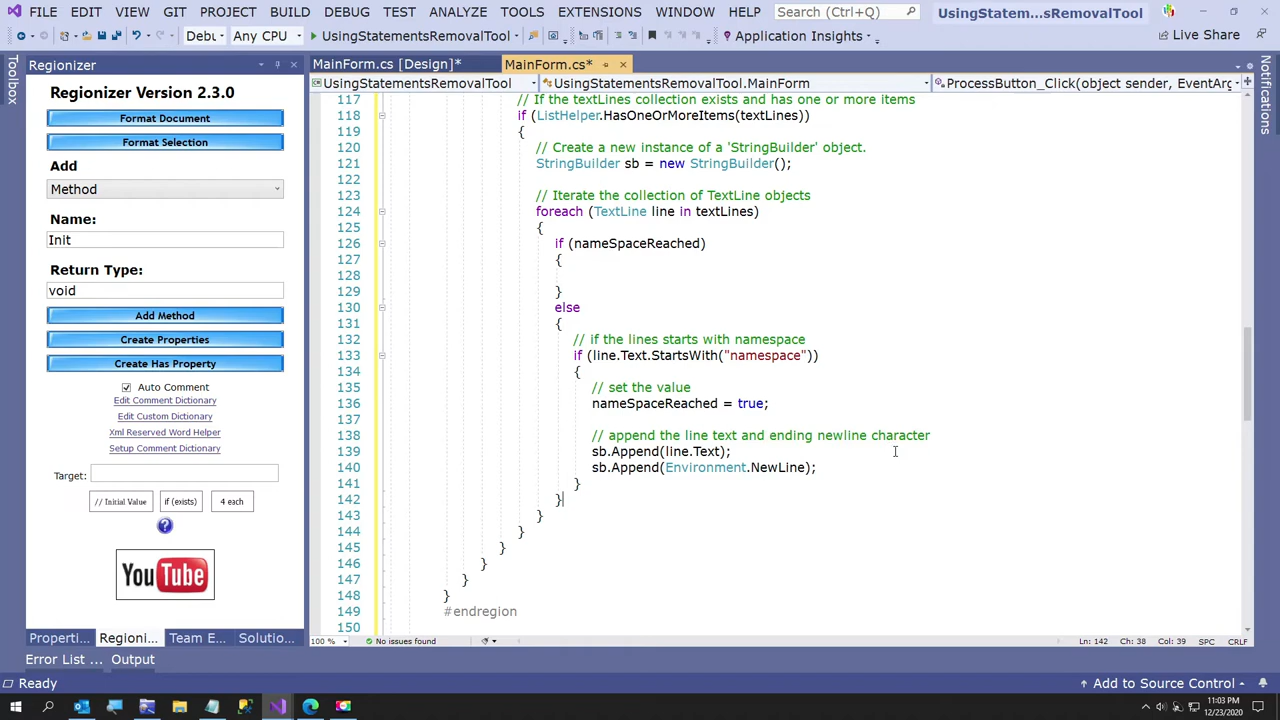 FILE EDIT VIEW GIT PROJECT BUILD DEBUG TEST ANALYZE TOOLS EXTENSIONS WINDOW HELP Search (Ctrl+Q) UsingStatem...sRemovalTool
Debu Any CPU UsingStatementsRemovalTool Application Insights Live Share
Toolbox
Regionizer
Regionizer Version 2.3.0
Format Document
Format Selection
Add
Method
Name:
Init
Return Type:
void
Add Method
Create Properties
Create Has Property
Auto Comment
Edit Comment Dictionary
Edit Custom Dictionary
Xml Reserved Word Helper
Setup Comment Dictionary
Target:
// Initial Value if (exists) 4 each
?
YouTube
Properti... Regioni... Team E... Solutio...
MainForm.cs [Design]* MainForm.cs*
UsingStatementsRemovalTool UsingStatementsRemovalTool.MainForm ProcessButton_Click(object sender, EventArg
117 // If the textLines collection exists and has one or more items
118 if (ListHelper.HasOneOrMoreItems(textLines))
119 {
120 // Create a new instance of a 'StringBuilder' object.
121 StringBuilder sb = new StringBuilder();
122
123 // Iterate the collection of TextLine objects
124 foreach (TextLine line in textLines)
125 {
126 if (nameSpaceReached)
127 {
128
129 }
130 else
131 {
132 // if the lines starts with namespace
133 if (line.Text.StartsWith("namespace"))
134 {
135 // set the value
136 nameSpaceReached = true;
137
138 // append the line text and ending newline character
139 sb.Append(line.Text);
140 sb.Append(Environment.NewLine);
141 }
142 }
143 }
144 }
145 }
146 }
147 }
148 }
149 #endregion
150
100 % No issues found Ln: 142 Ch: 38 Col: 39 SPC CRLF
Notifications
Error List ... Output
Ready Add to Source Control
11:03 PM
12/23/2020